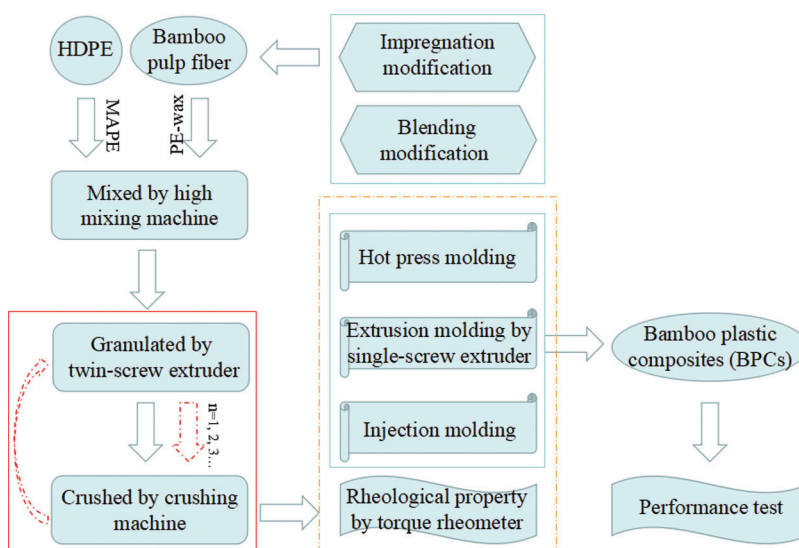 HDPE
Bamboo
pulp fiber
Impregnation
modification
Blending
modification
MAPE
PE-wax
Mixed by high
mixing machine
Hot press molding
Granulated by
twin-screw extruder
Extrusion molding by
single-screw extruder
Bamboo plastic
composites (BPCs)
n=1, 2, 3...
Injection molding
Crushed by crushing
machine
Rheological property
by torque rheometer
Performance test